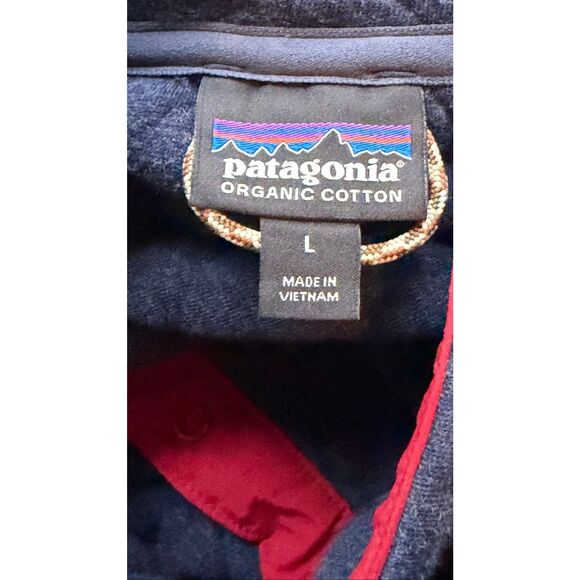 patagonia®
ORGANIC COTTON
L
MADE IN
VIETNAM